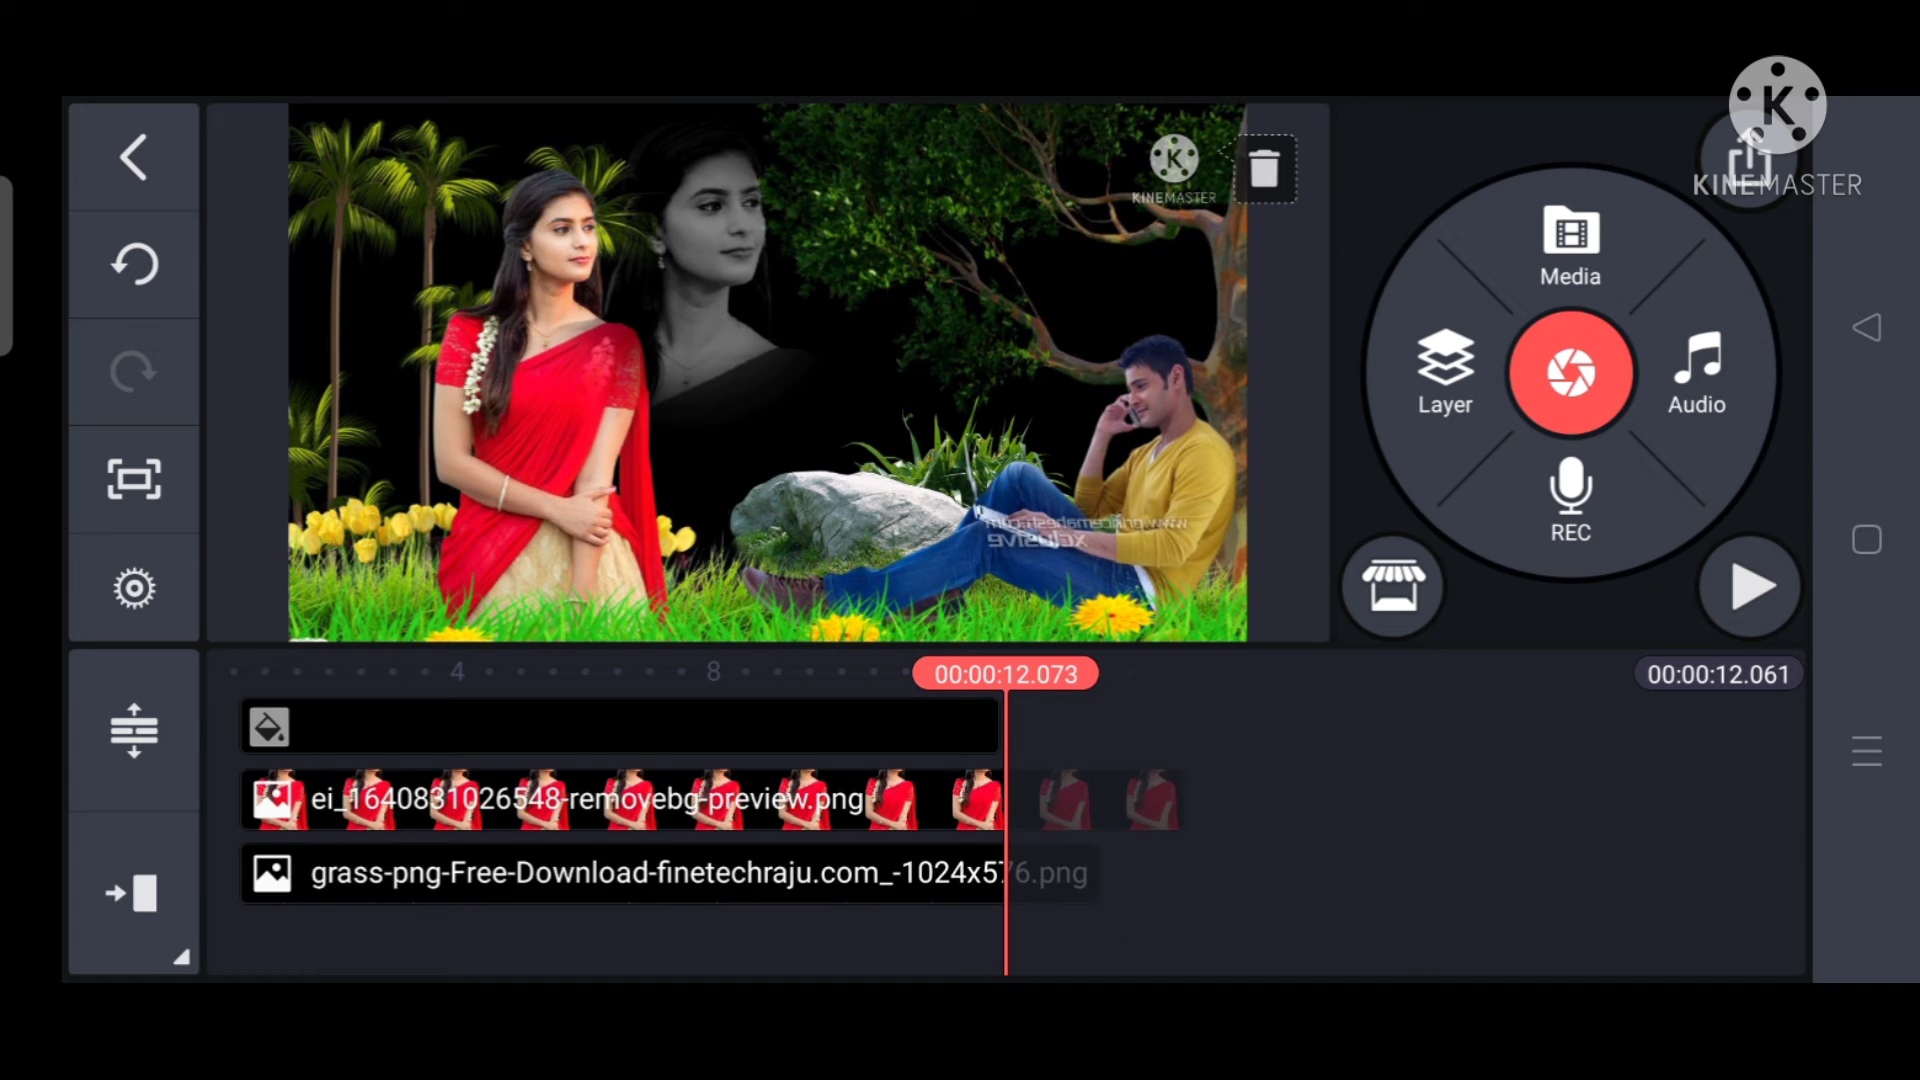 KINEMASTER
KINEMASTER
Media
Layer
Audio
REC
4
8
00:00:12.073
00:00:12.061
ei_1640831026548-removebg-preview.png
grass-png-Free-Download-finetechraju.com_-1024x576.png